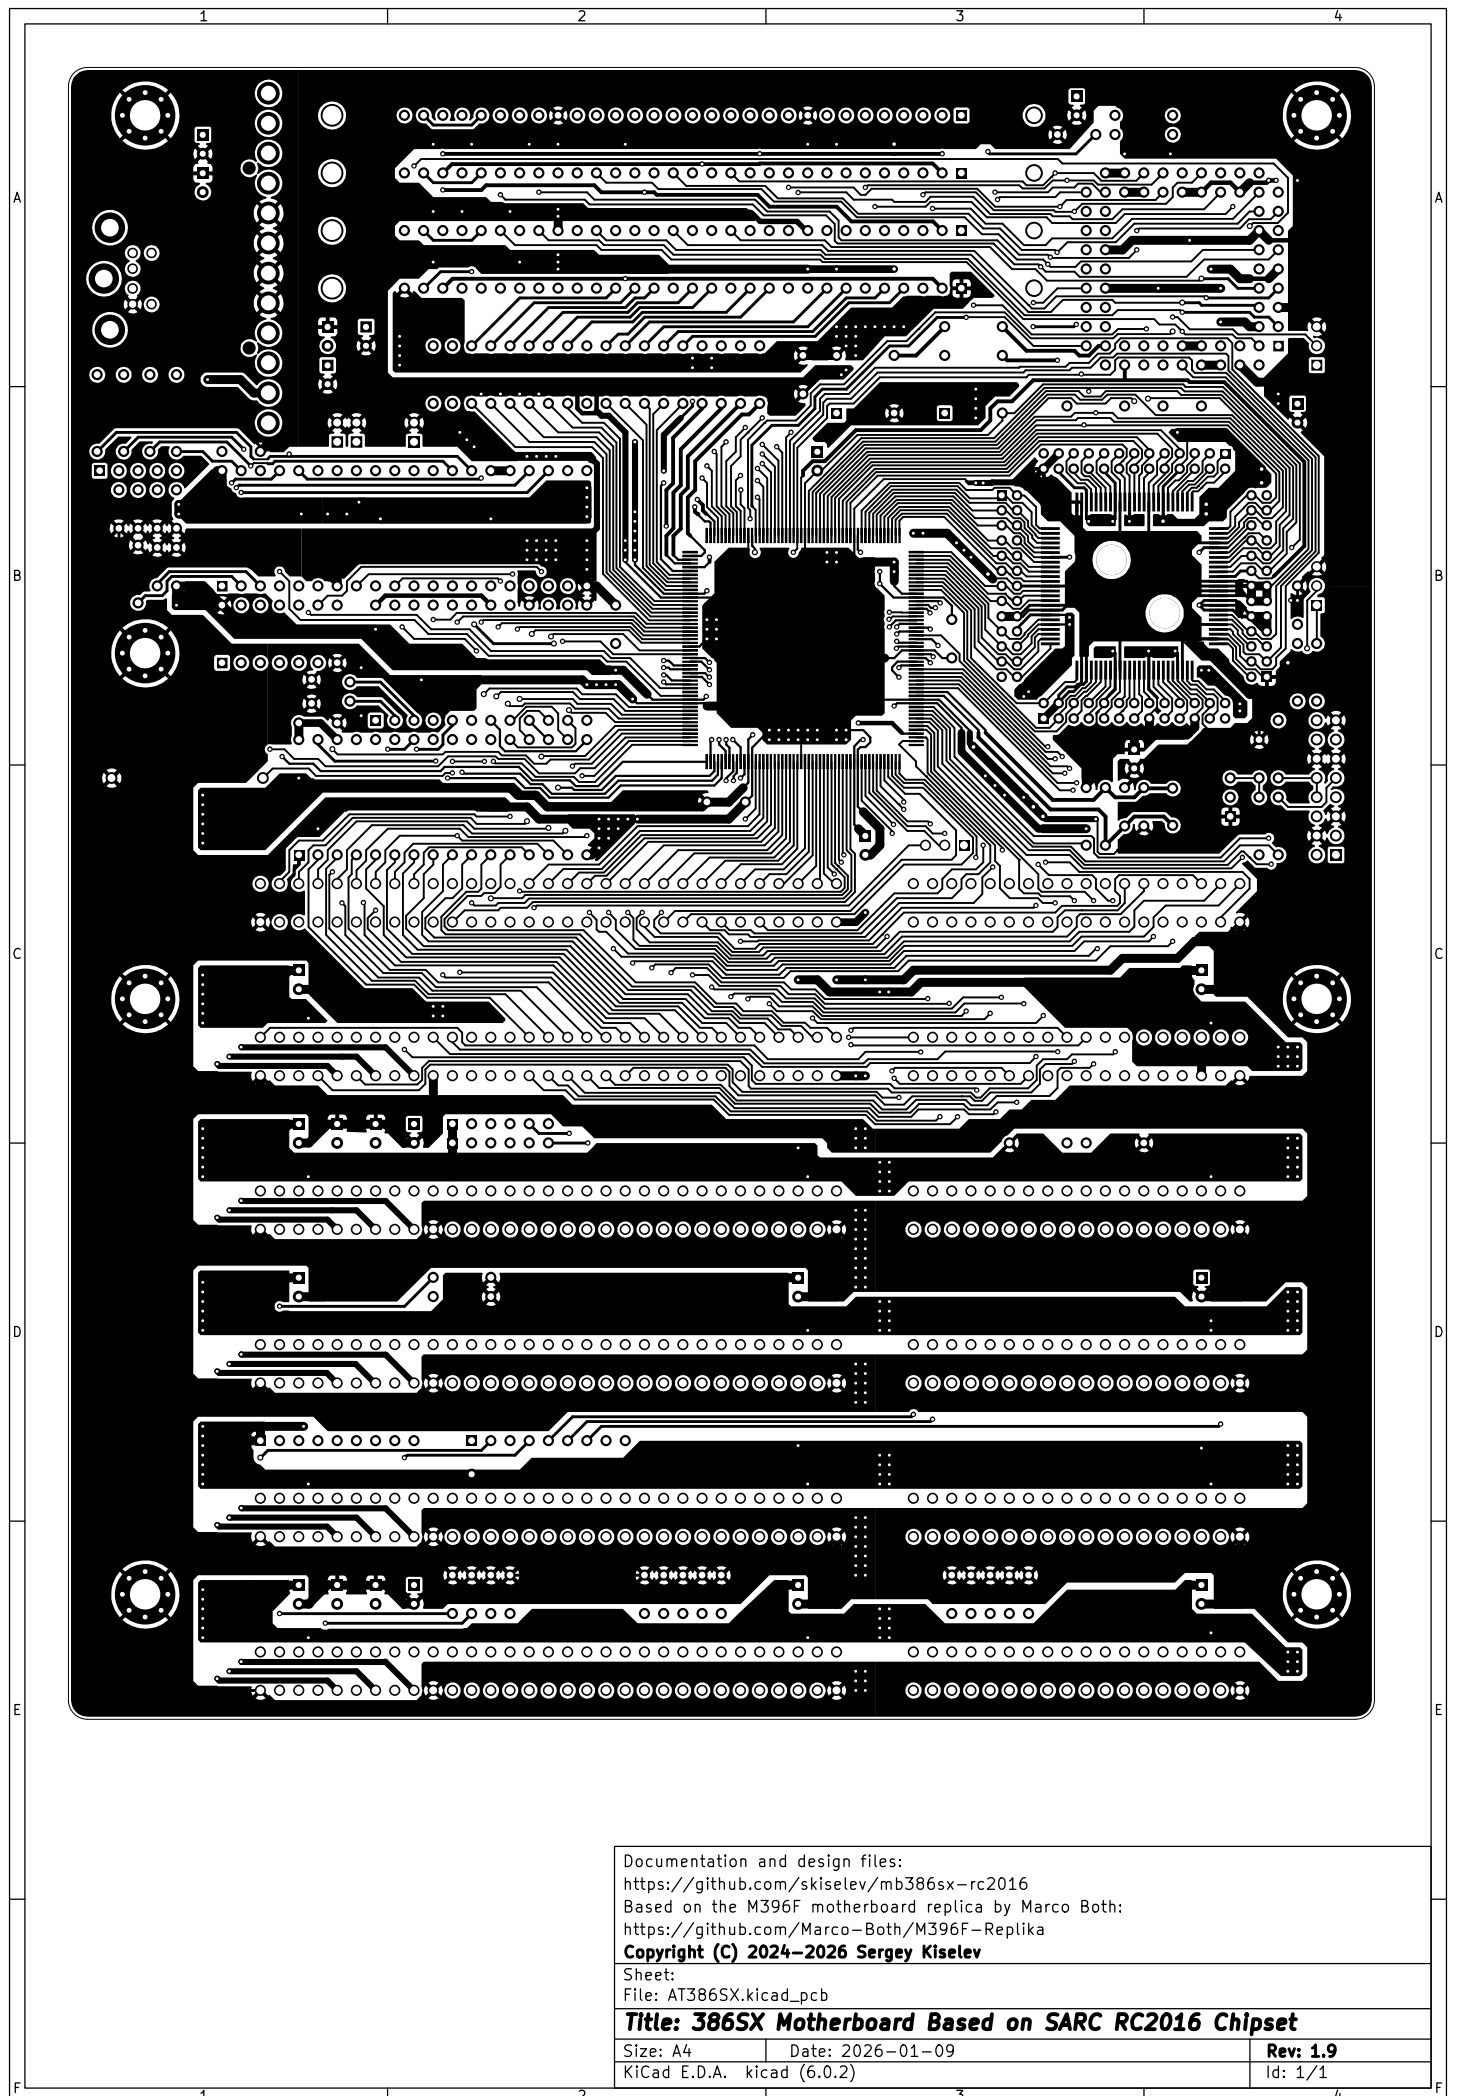 1 2 3 4
A A
B B
C C
D D
E E
Documentation and design files:
https://github.com/skiselev/mb386sx-rc2016
Based on the M396F motherboard replica by Marco Both:
https://github.com/Marco-Both/M396F-Replika
Copyright (C) 2024-2026 Sergey Kiselev
Sheet:
File: AT386SX.kicad_pcb
Title: 386SX Motherboard Based on SARC RC2016 Chipset
Size: A4 Date: 2026-01-09 Rev: 1.9
KiCad E.D.A. kicad (6.0.2) Id: 1/1
F F
1 2 3 4